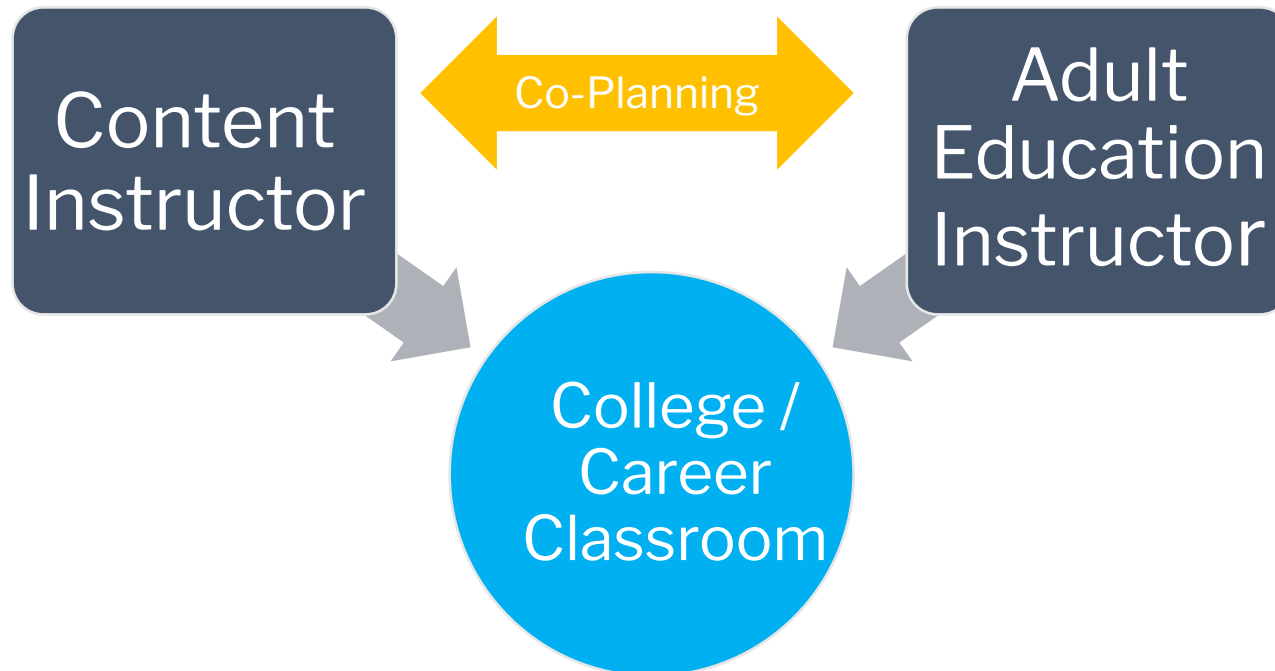 Content
Instructor
Co-Planning
Adult
Education
Instructor
College /
Career
Classroom